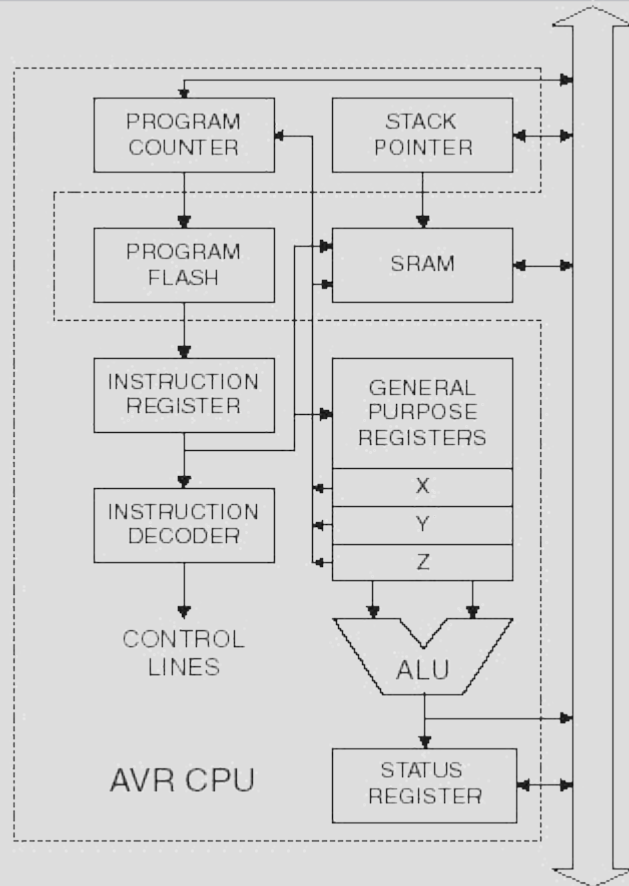 PROGRAM
COUNTER
STACK
POINTER
PROGRAM
FLASH
SRAM
INSTRUCTION
REGISTER
GENERAL
PURPOSE
REGISTERS
X
Y
Z
INSTRUCTION
DECODER
CONTROL
LINES
ALU
AVR CPU
STATUS
REGISTER